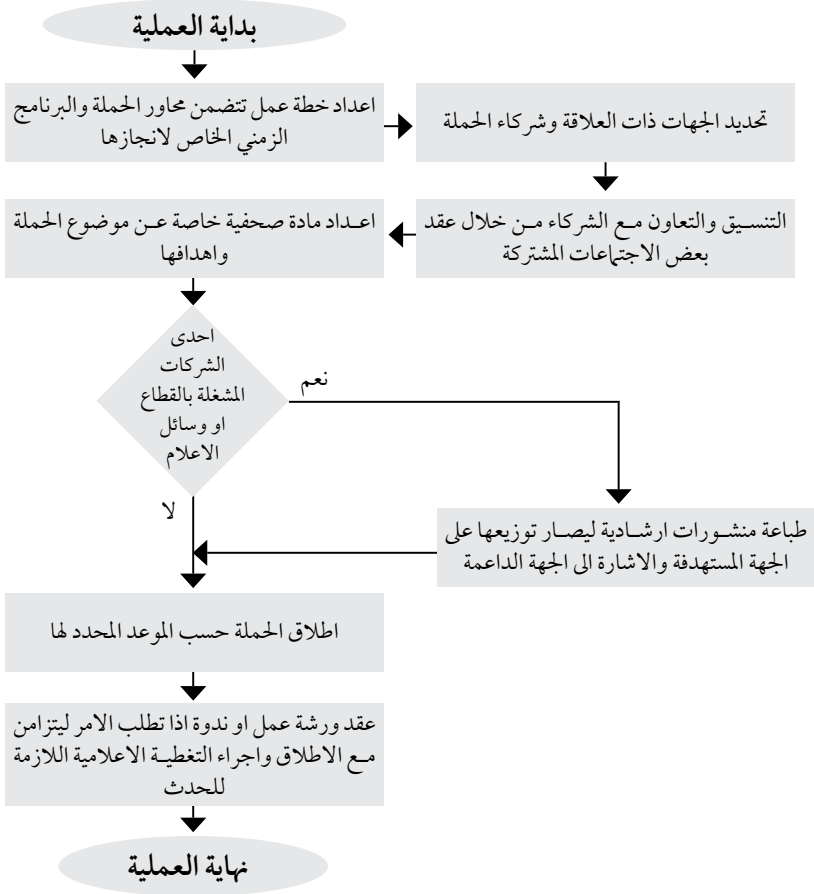 بداية العملية
اعداد خطة عمل تتضمن محاور الحملة والبرنامج
الزمني الخاص لانجازها
تحديد الجهات ذات العلاقة وشركاء الحملة
التنسيق والتعاون مع الشركاء من خلال عقد
بعض الاجتماعات المشتركة
اعداد مادة صحفية خاصة عن موضوع الحملة
واهدافها
احدى
الشركات
المشغلة بالقطاع
او وسائل
الاعلام
نعم
لا
طباعة منشورات ارشادية ليصار توزيعها على
الجهة المستهدفة والاشارة الى الجهة الداعمة
اطلاق الحملة حسب الموعد المحدد لها
عقد ورشة عمل او ندوة اذا تطلب الامر ليتزامن
مع الاطلاق واجراء التغطية الاعلامية اللازمة
للحدث
نهاية العملية